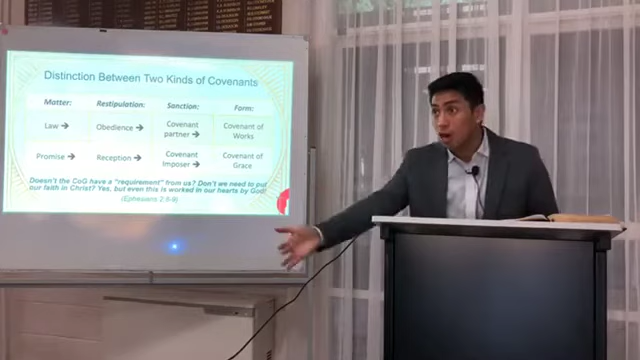 Distinction Between Two Kinds of Covenants
Matter: Restipulation: Sanction: Form:
Law → Obedience → Covenant partner → Covenant of Works
Promise → Reception → Covenant Imposer → Covenant of Grace
Doesn't the CoG have a "requirement" from us? Don't we need to put
our faith in Christ? Yes, but even this is worked in our hearts by God!
(Ephesians 2:8-9)